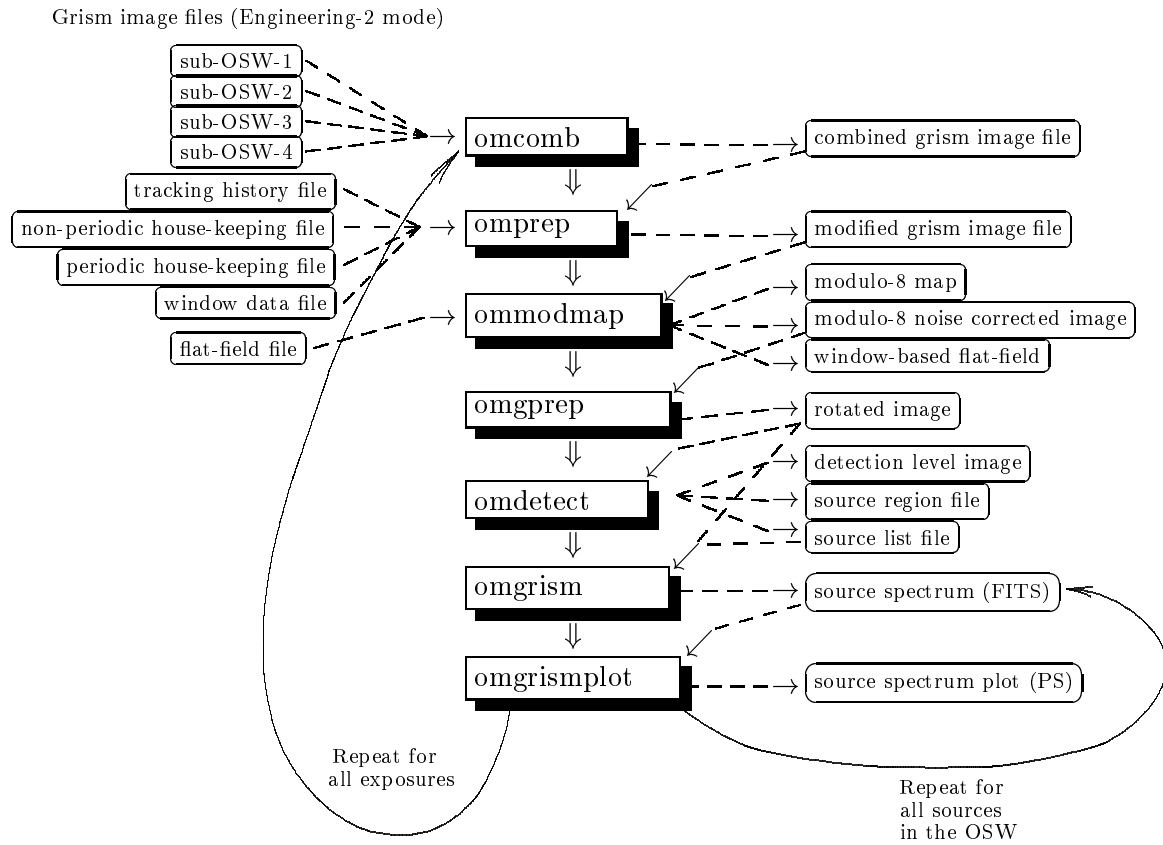 Grism image files (Engineering-2 mode)
sub-OSW-1
sub-OSW-2
sub-OSW-3
sub-OSW-4
tracking history file
non-periodic house-keeping file
periodic house-keeping file
window data file
flat-field file
omcomb
omprep
ommodmap
omgprep
omdetect
omgrism
omgrismplot
combined grism image file
modified grism image file
modulo-8 map
modulo-8 noise corrected image
window-based flat-field
rotated image
detection level image
source region file
source list file
source spectrum (FITS)
source spectrum plot (PS)
Repeat for
all exposures
Repeat for
all sources
in the OSW